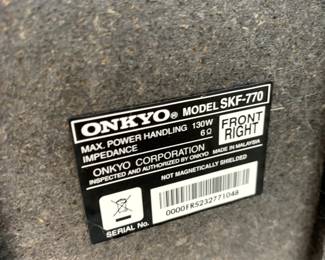 ONKYO® MODEL SKF-770
MAX. POWER HANDLING 130W
IMPEDANCE 6Ω
FRONT
RIGHT
ONKYO CORPORATION
INSPECTED AND AUTHORIZED BY ONKYO MADE IN MALAYSIA
NOT MAGNETICALLY SHIELDED
0000FR5232771048
SERIAL No.